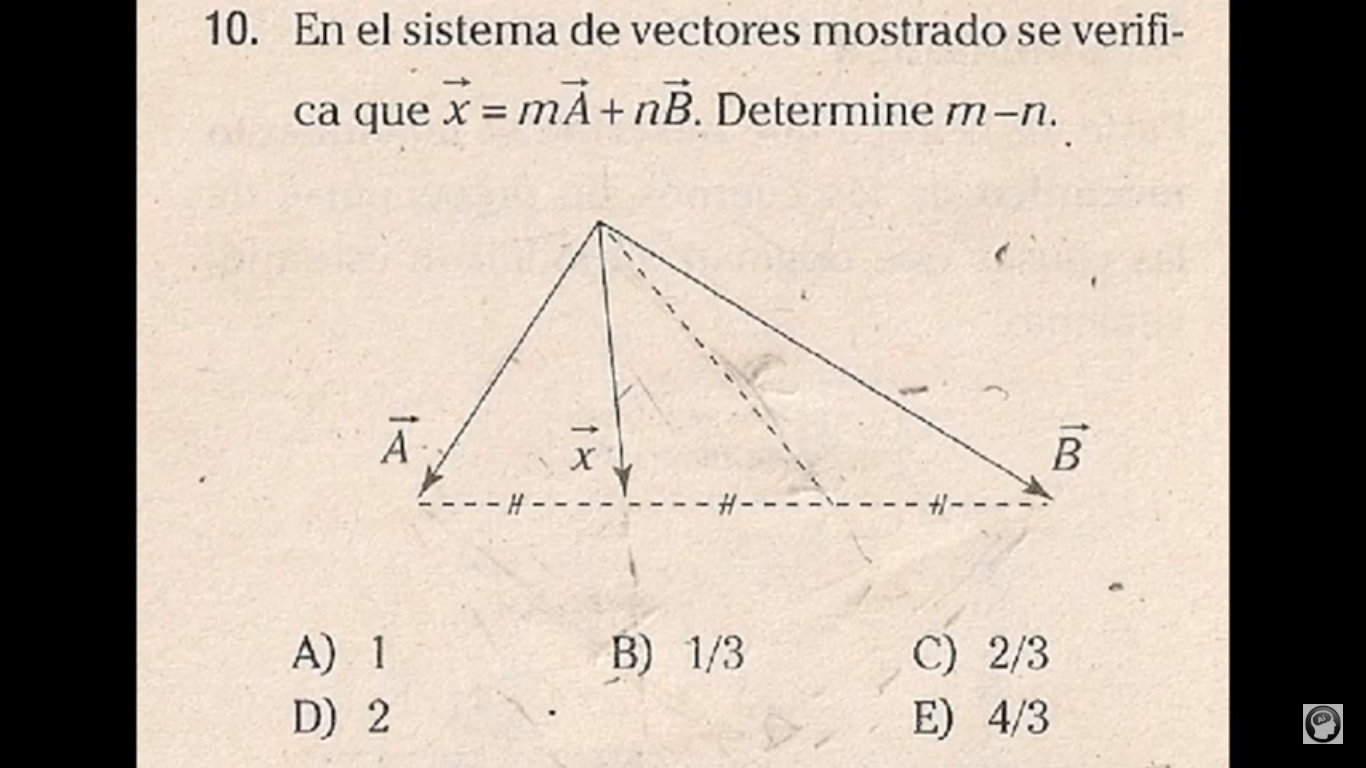 10. En el sistema de vectores mostrado se verifi-
ca que x⃗ = mA⃗ + nB⃗. Determine m – n.
A⃗
x⃗
B⃗
A) 1 B) 1/3 C) 2/3
D) 2 E) 4/3
AI